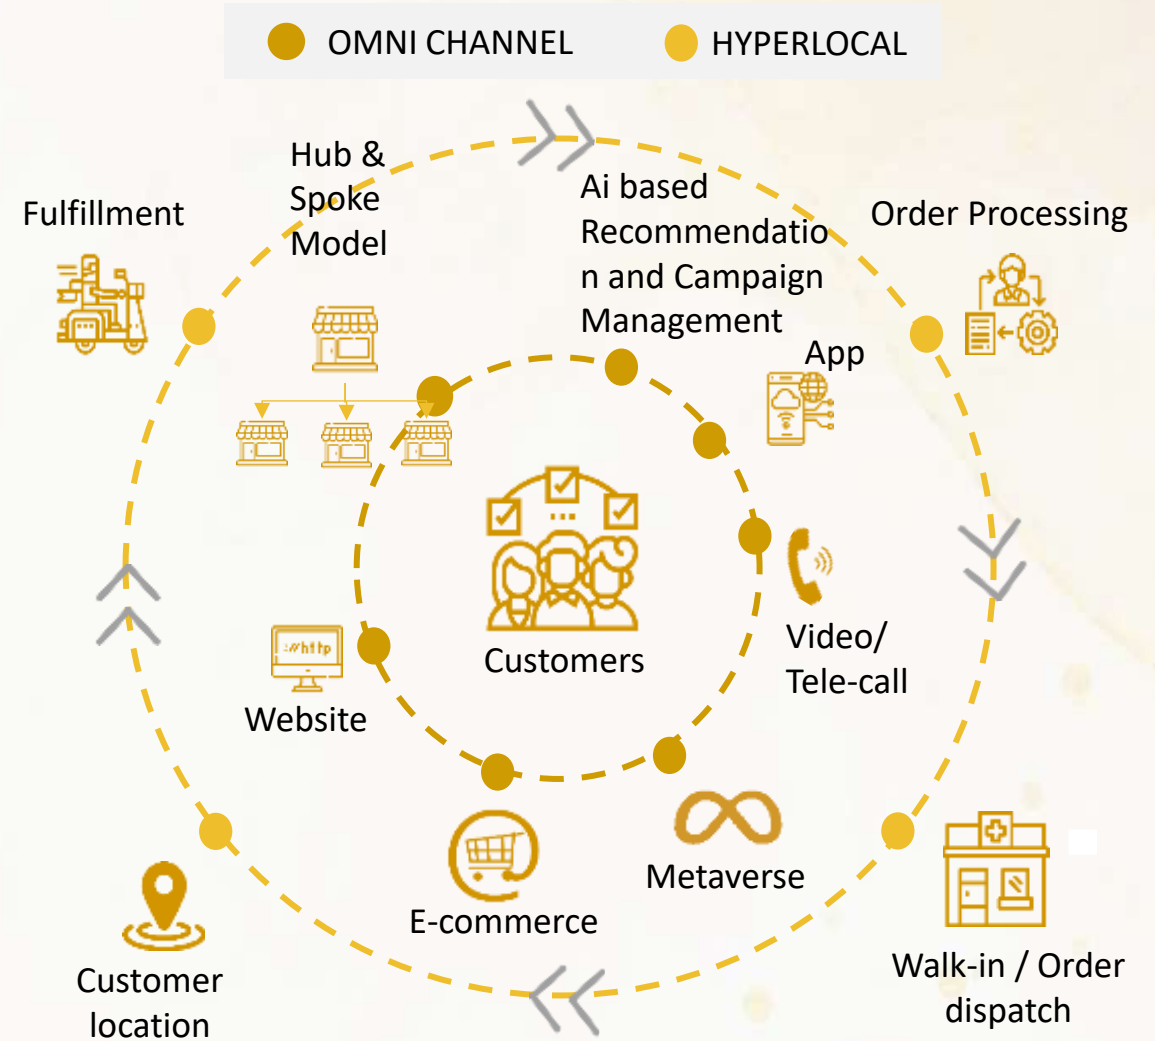 OMNI CHANNEL
HYPERLOCAL
Hub &
Spoke
Model
Ai based
Recommendatio
n and Campaign
Management
Fulfillment
Order Processing
App
://http
Customers
Video/
Tele-call
Website
Metaverse
E-commerce
Walk-in / Order
dispatch
Customer
location